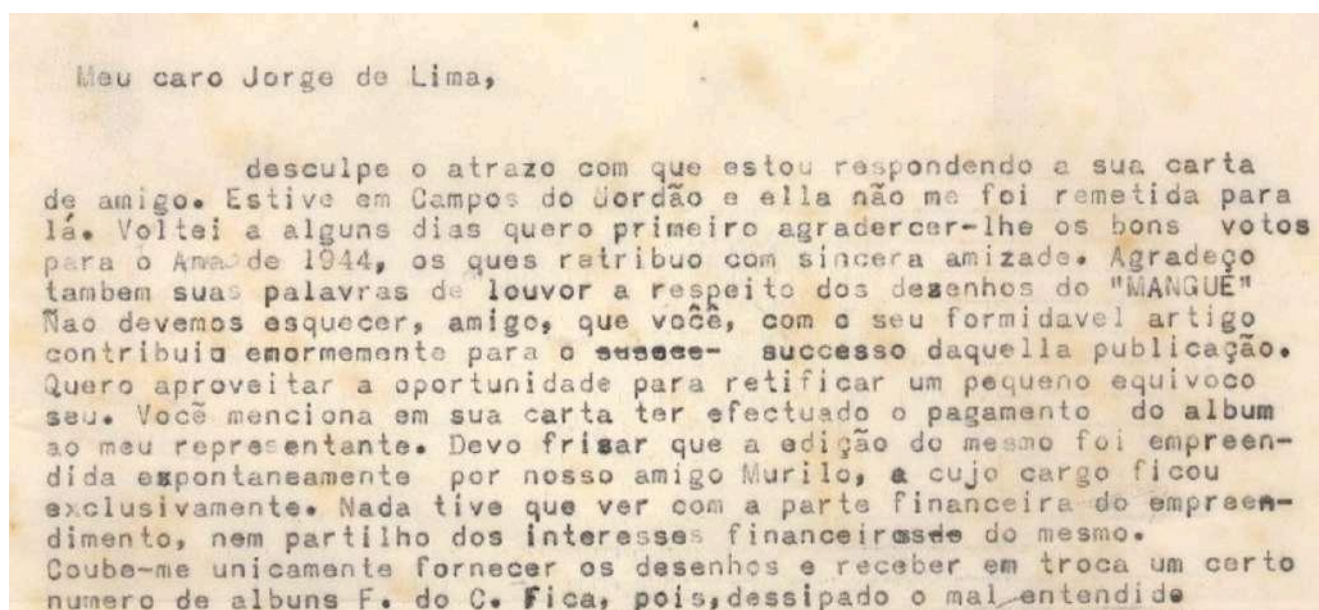 Meu caro Jorge de Lima,
desculpe o atrazo com que estou respondendo a sua carta
de amigo. Estive em Campos do Jordão e ella não me foi remetida para
lá. Voltei a alguns dias quero primeiro agradercer-lhe os bons votos
para o de 1944, os ques retribuo com sincera amizade. Agradeço
tambem suas palavras de louvor a respeito dos dezenhos do "MANGUE"
Ñao devemos esquecer, amigo, que você, com o seu formidavel artigo
contribuiu enormemente para o successo daquella publicação.
Quero aproveitar a oportunidade para retificar um pequeno equivoco
seu. Você menciona em sua carta ter efectuado o pagamento do album
ao meu representante. Devo frisar que a edição do mesmo foi empreen-
dida espontaneamente por nosso amigo Murilo, a cujo cargo ficou
exclusivamente. Nada tive que ver com a parte financeira do empreen-
dimento, nem partilho dos interesses do mesmo.
Coube-me unicamente fornecer os desenhos e receber em troca um certo
numero de albuns F. do C. Fica, pois,dessipado o mal entendido